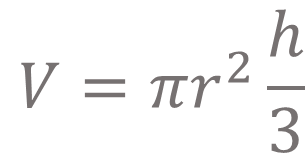 V = πr² h/3